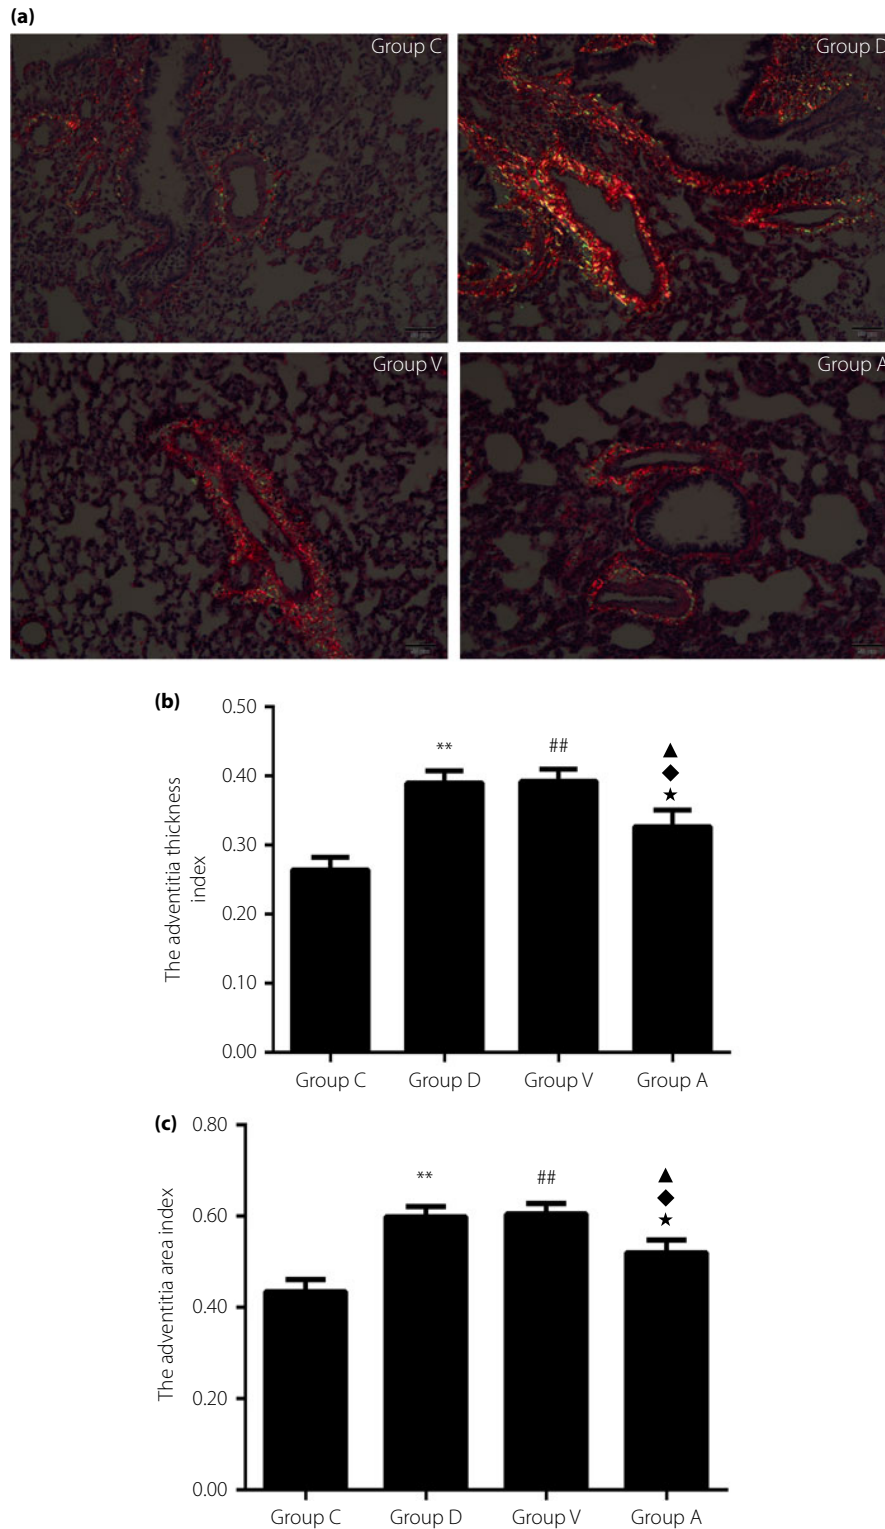 (a)
Group C
Group D
Group V
Group A
(b)
0.50
0.40
0.30
0.20
0.10
0.00
The adventitia thickness
index
**
##
▲
◆
★
Group C
Group D
Group V
Group A
(c)
0.80
0.60
0.40
0.20
0.00
The adventitia area index
**
##
▲
◆
★
Group C
Group D
Group V
Group A